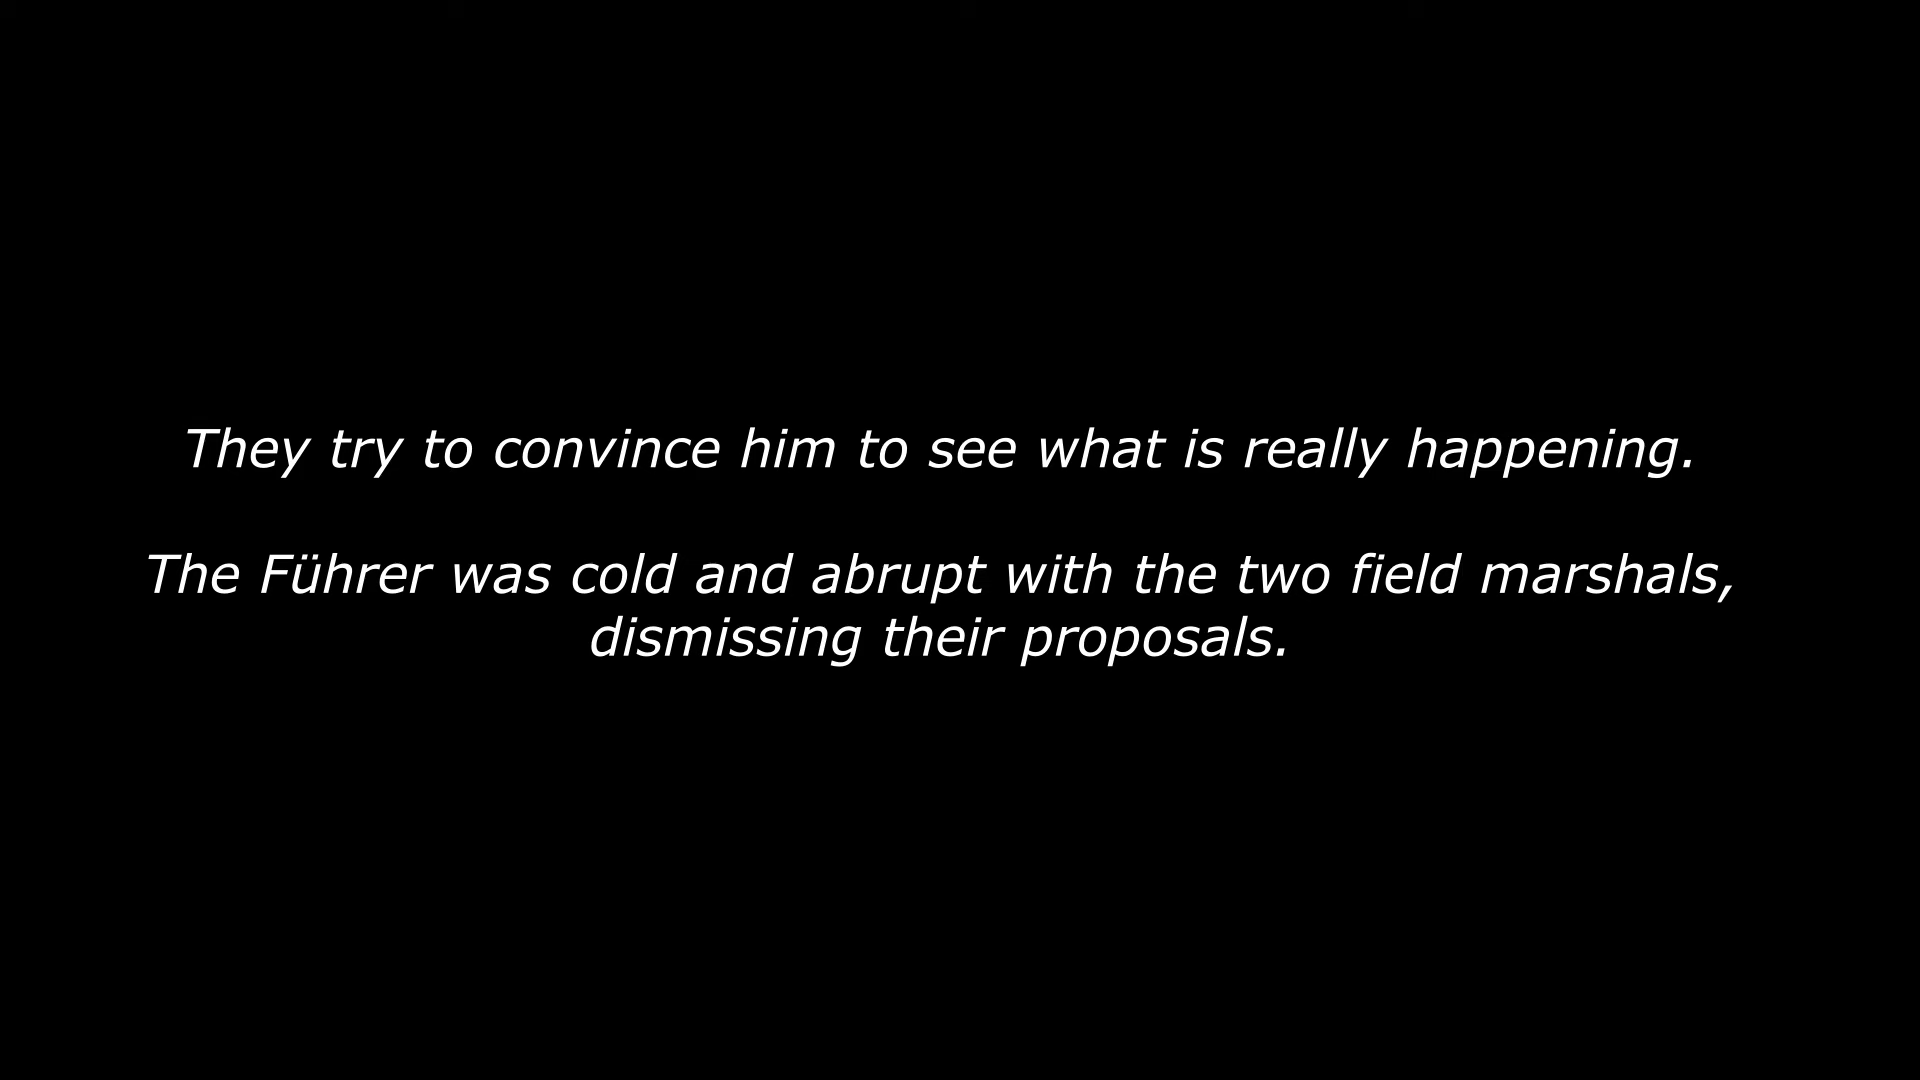 They try to convince him to see what is really happening.
The Führer was cold and abrupt with the two field marshals,
dismissing their proposals.